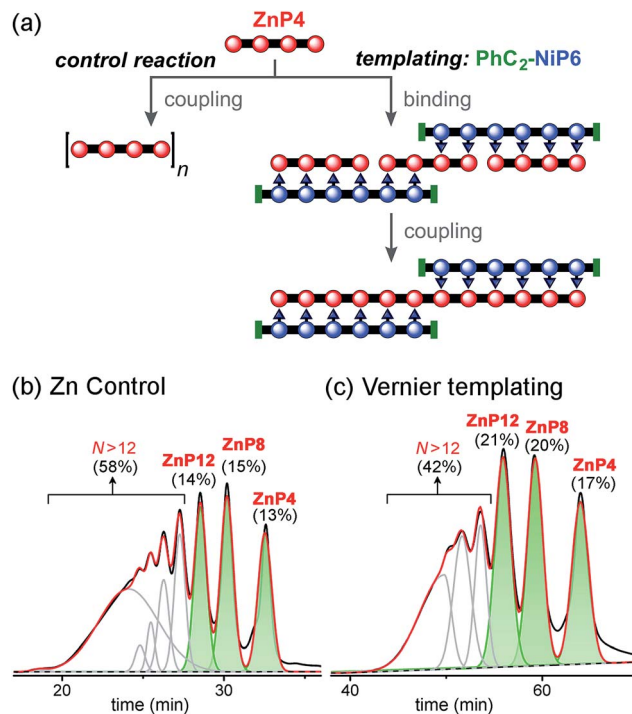 (a)
ZnP4
control reaction
templating: PhC₂-NiP6
coupling
binding
n
coupling
(b) Zn Control
(c) Vernier templating
N>12
(58%)
ZnP12
(14%)
ZnP8
(15%)
ZnP4
(13%)
20
30
time (min)
N>12
(42%)
ZnP12
(21%)
ZnP8
(20%)
ZnP4
(17%)
40
60
time (min)